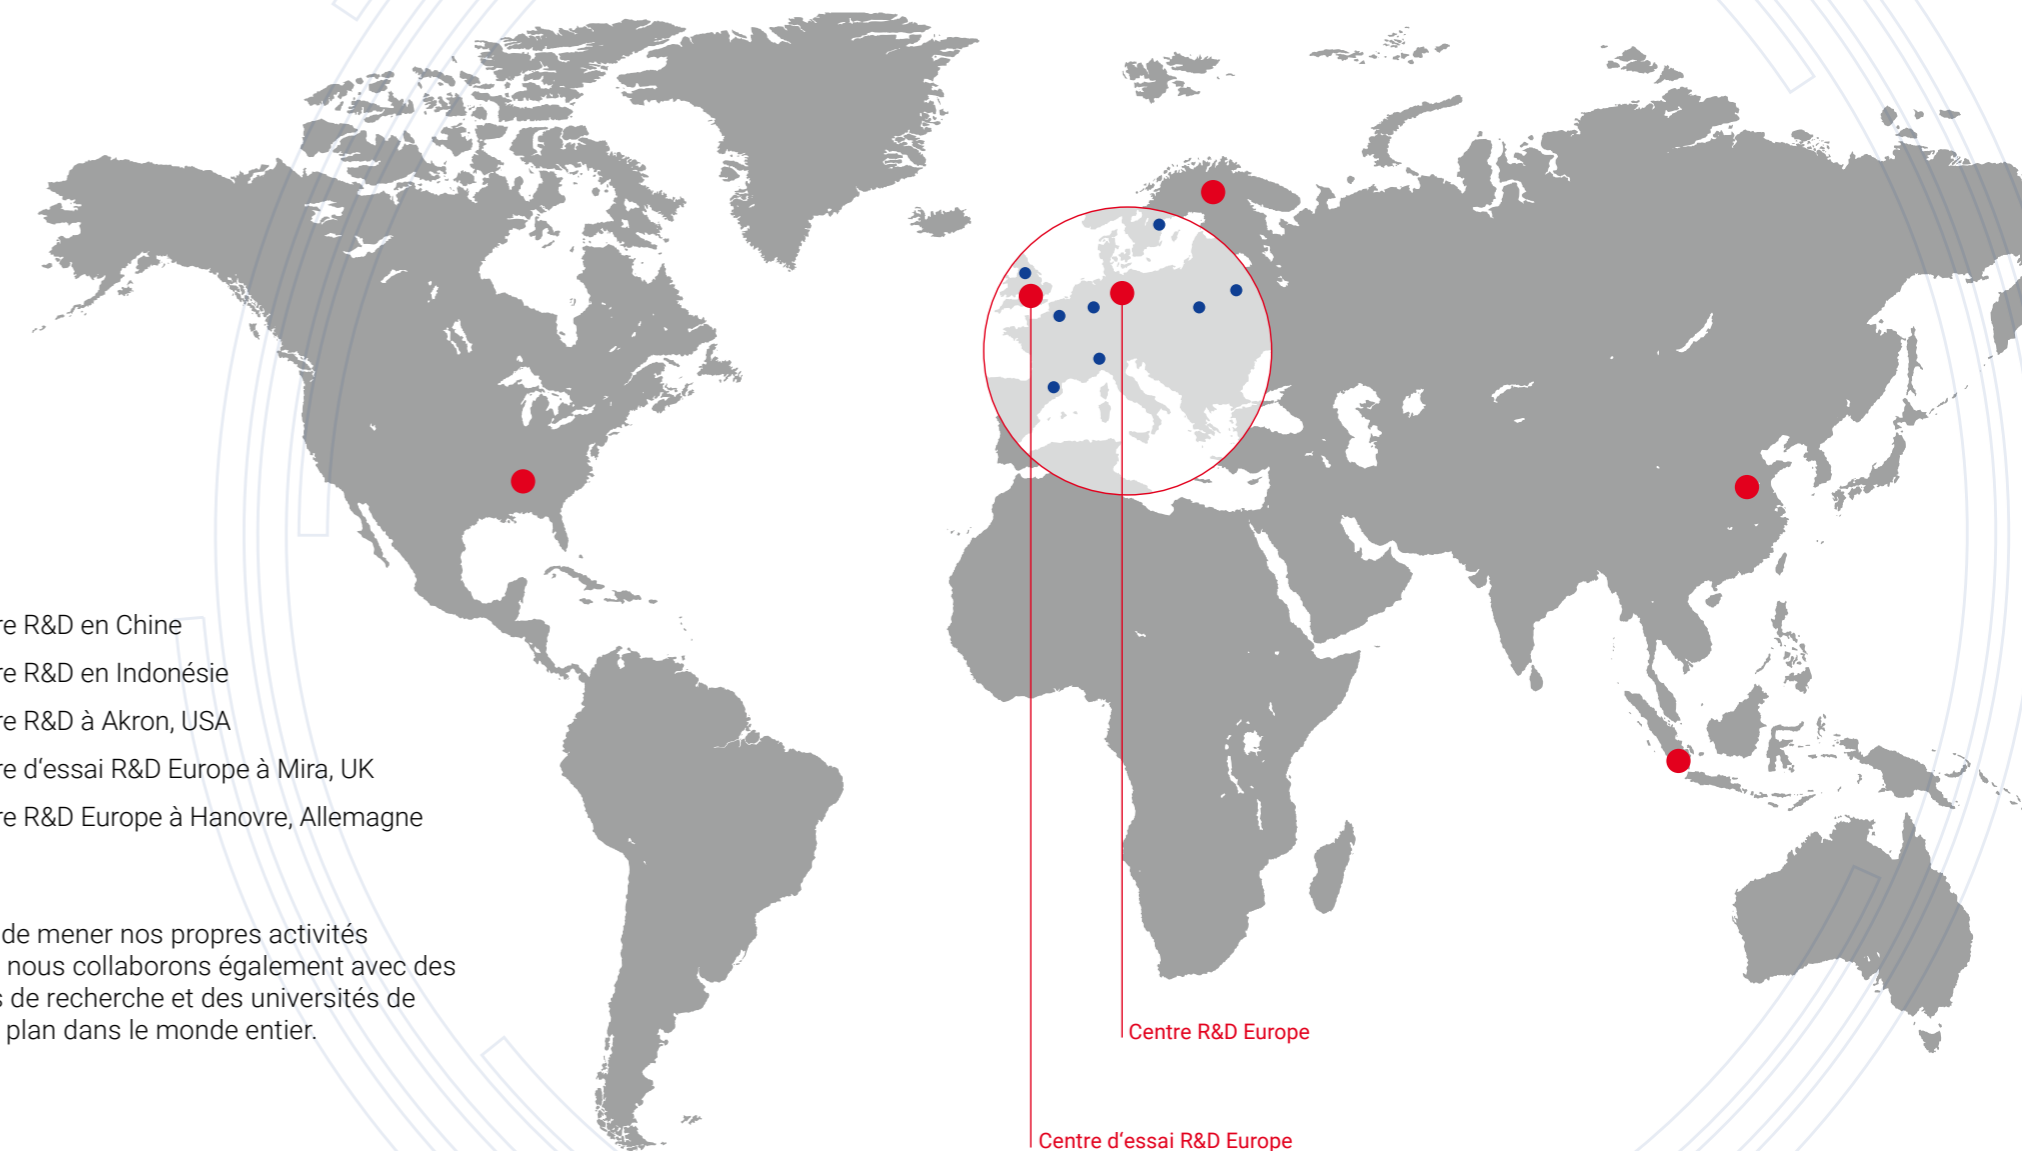 re R&D en Chine
re R&D en Indonésie
re R&D à Akron, USA
re d‘essai R&D Europe à Mira, UK
re R&D Europe à Hanovre, Allemagne
de mener nos propres activités
nous collaborons également avec des
s de recherche et des universités de
plan dans le monde entier.
Centre R&D Europe
Centre d‘essai R&D Europe